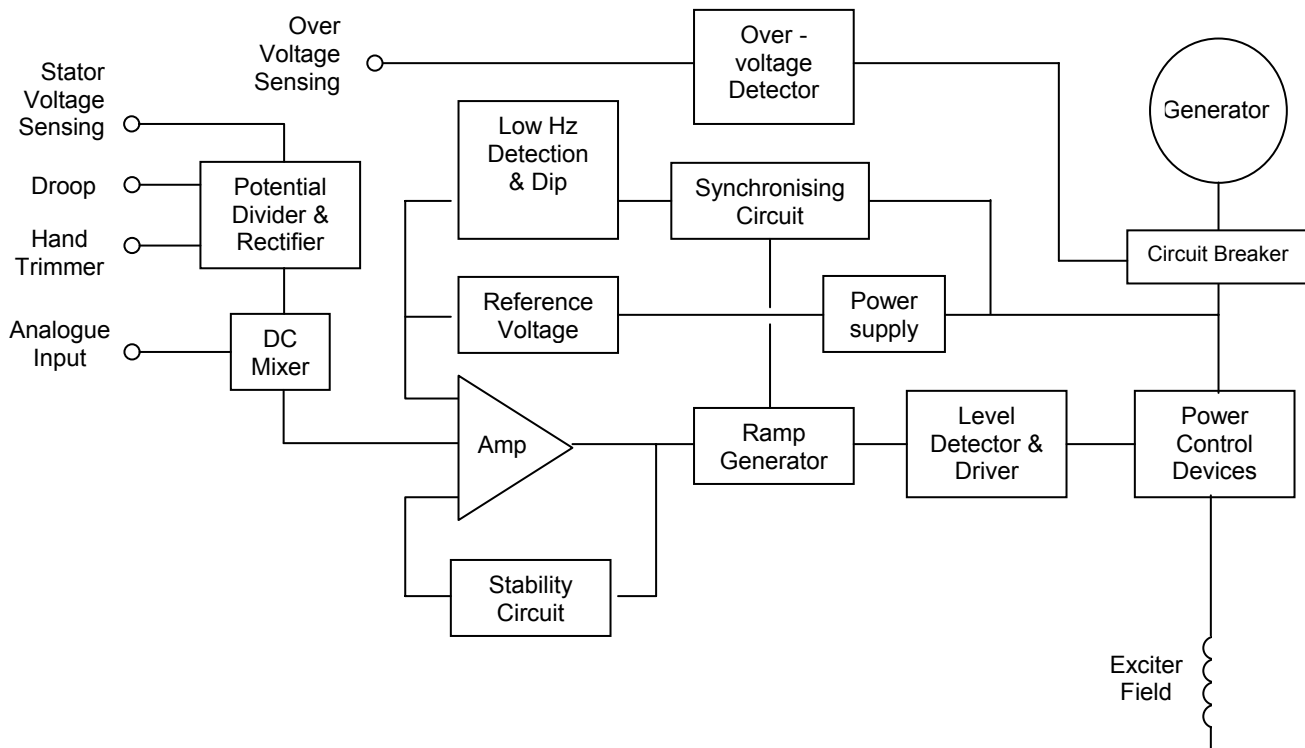 Over
Voltage
Sensing
Over -
voltage
Detector
Generator
Stator
Voltage
Sensing
Low Hz
Detection
& Dip
Droop
Potential
Divider &
Rectifier
Synchronising
Circuit
Hand
Trimmer
Circuit Breaker
Analogue
Input
DC
Mixer
Reference
Voltage
Power
supply
Amp
Ramp
Generator
Level
Detector &
Driver
Power
Control
Devices
Stability
Circuit
Exciter
Field